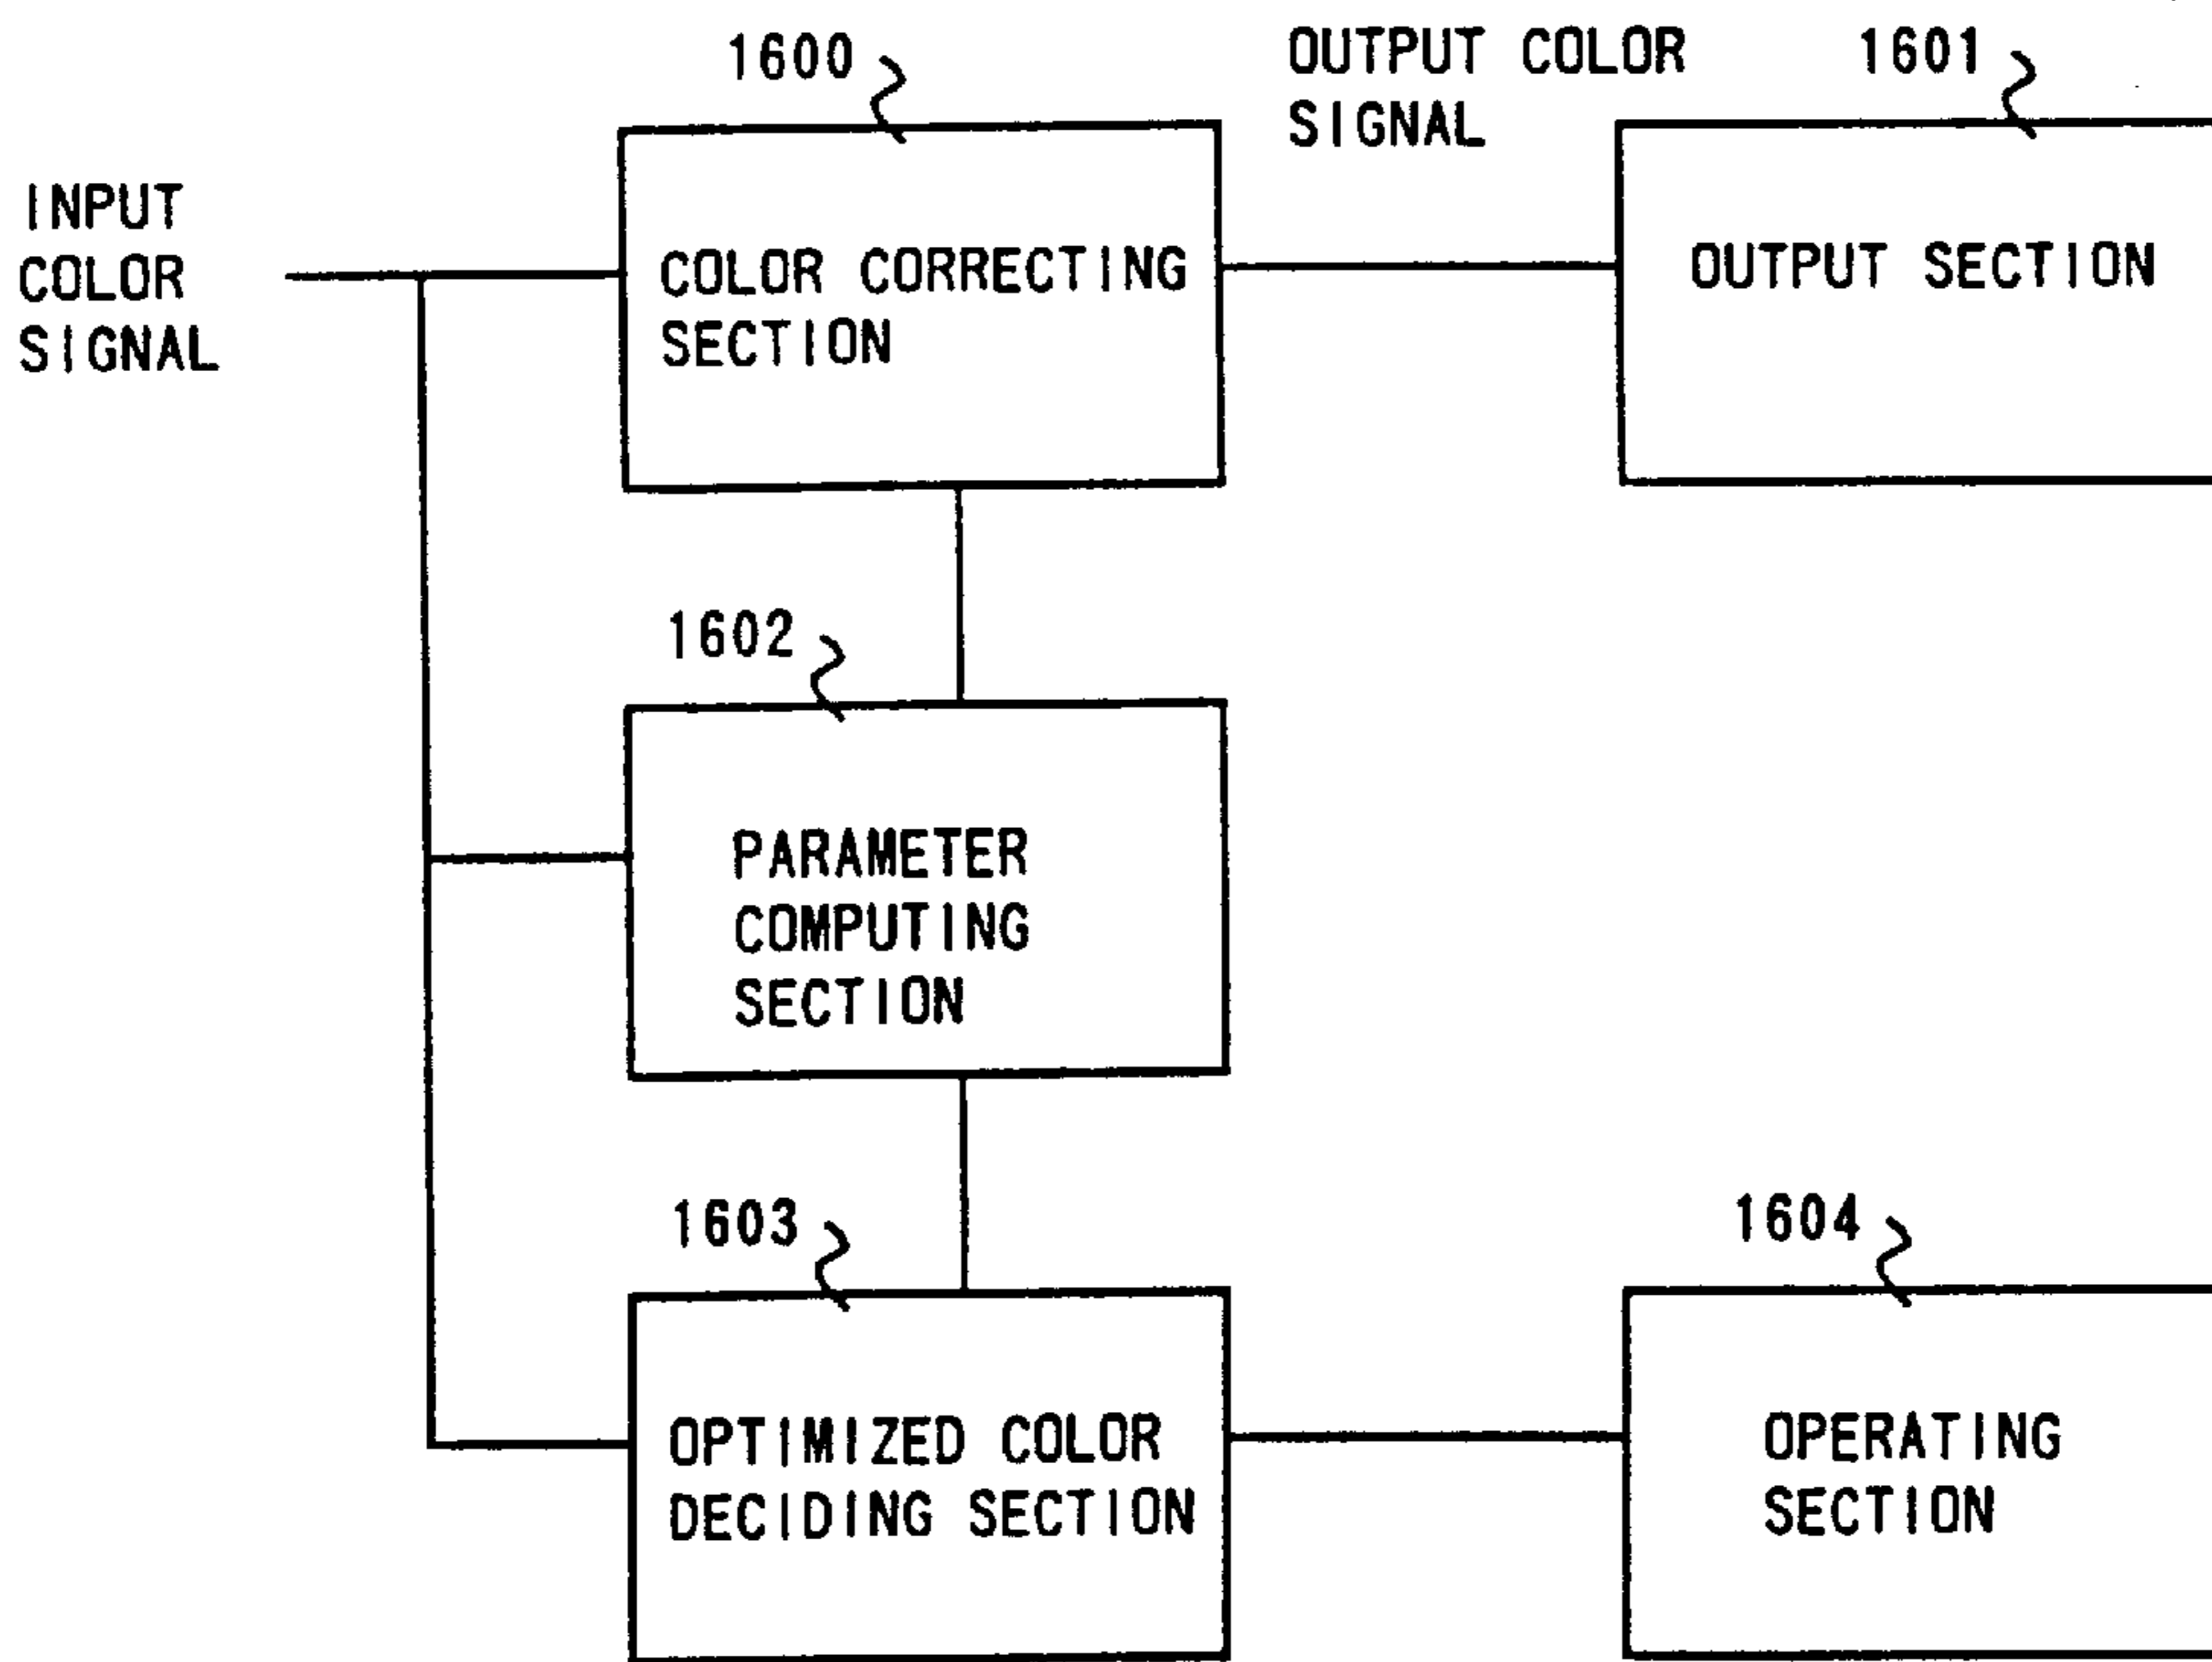 1600
OUTPUT COLOR
SIGNAL
1601
INPUT
COLOR
SIGNAL
COLOR CORRECTING
SECTION
OUTPUT SECTION
1602
PARAMETER
COMPUTING
SECTION
1603
1604
OPTIMIZED COLOR
DECIDING SECTION
OPERATING
SECTION